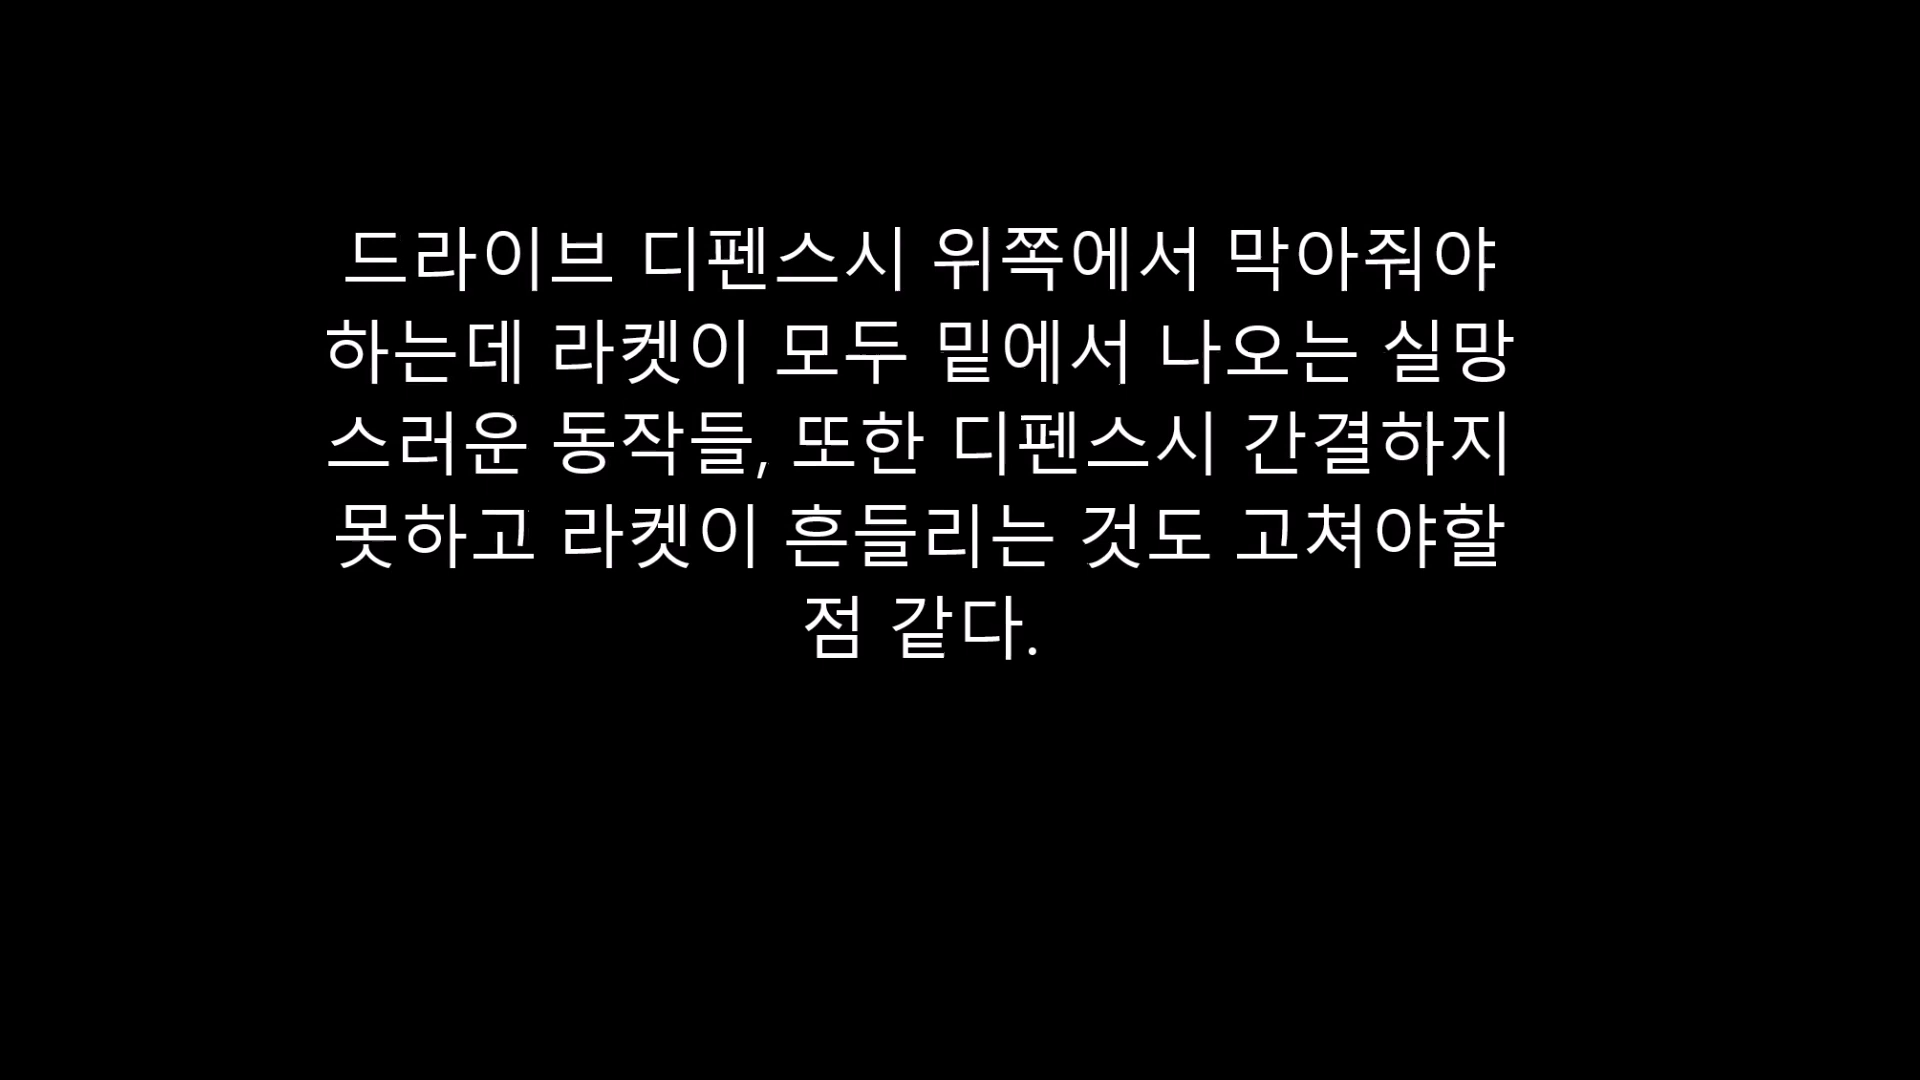 드라이브 디펜스시 위쪽에서 막아줘야
하는데 라켓이 모두 밑에서 나오는 실망
스러운 동작들, 또한 디펜스시 간결하지
못하고 라켓이 흔들리는 것도 고쳐야할
점 같다.